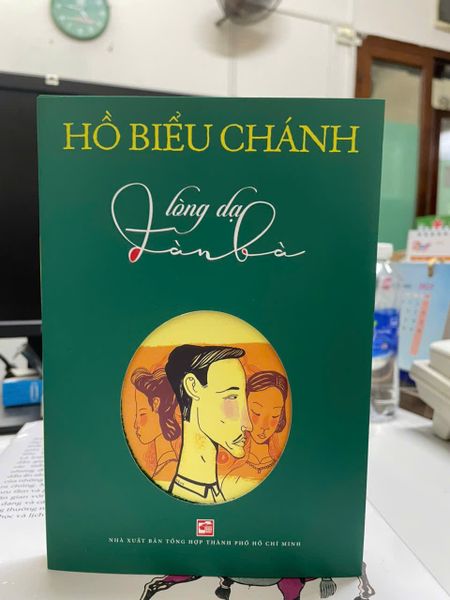 HỒ BIỂU CHÁNH
lòng dạ
Đàn bà
NHÀ XUẤT BẢN TỔNG HỢP THÀNH PHỐ HỒ CHÍ MINH